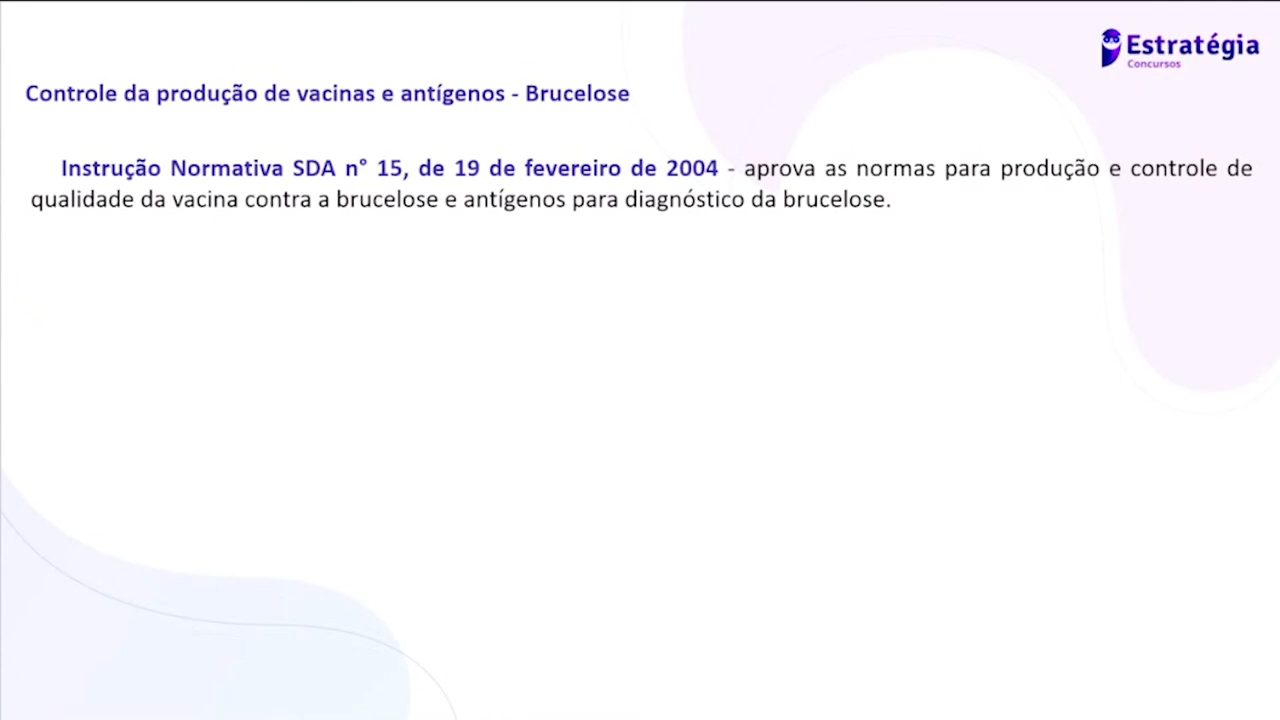 Estratégia
Concursos
Controle da produção de vacinas e antígenos - Brucelose
Instrução Normativa SDA n° 15, de 19 de fevereiro de 2004 - aprova as normas para produção e controle de
qualidade da vacina contra a brucelose e antígenos para diagnóstico da brucelose.